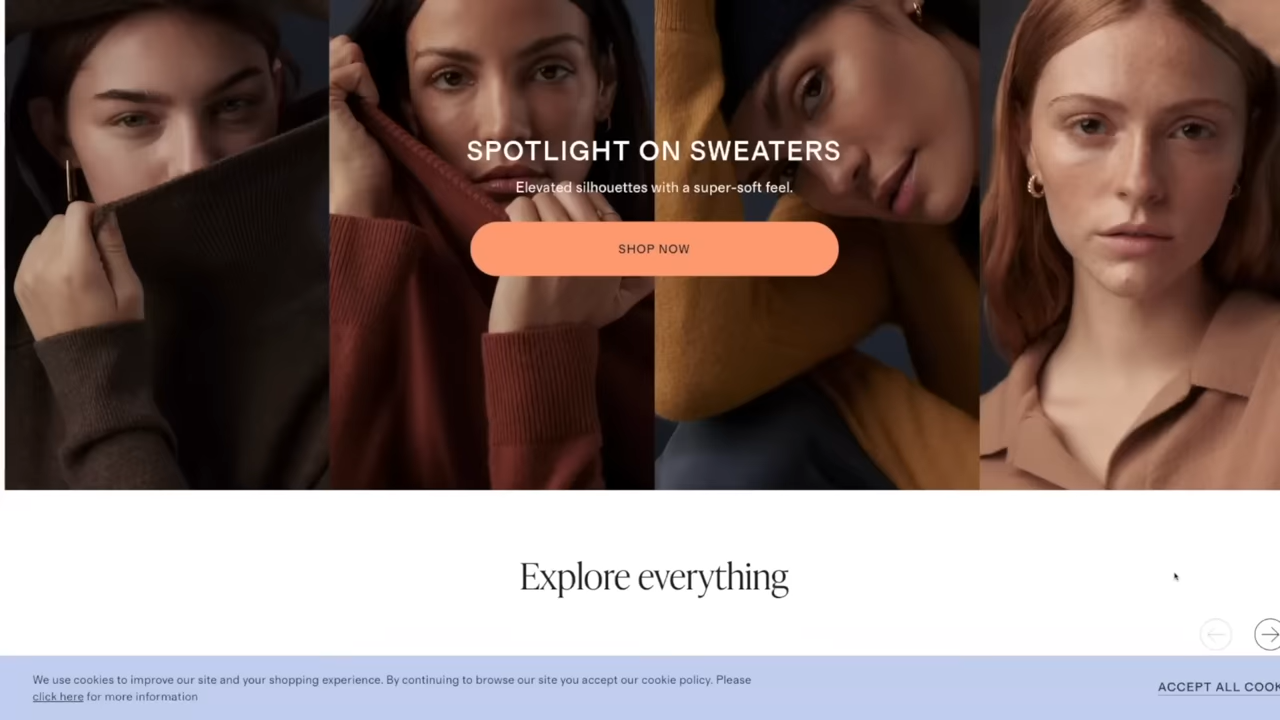 SPOTLIGHT ON SWEATERS
Elevated silhouettes with a super-soft feel.
SHOP NOW
Explore everything
We use cookies to improve our site and your shopping experience. By continuing to browse our site you accept our cookie policy. Please
click here for more information
ACCEPT ALL COOK